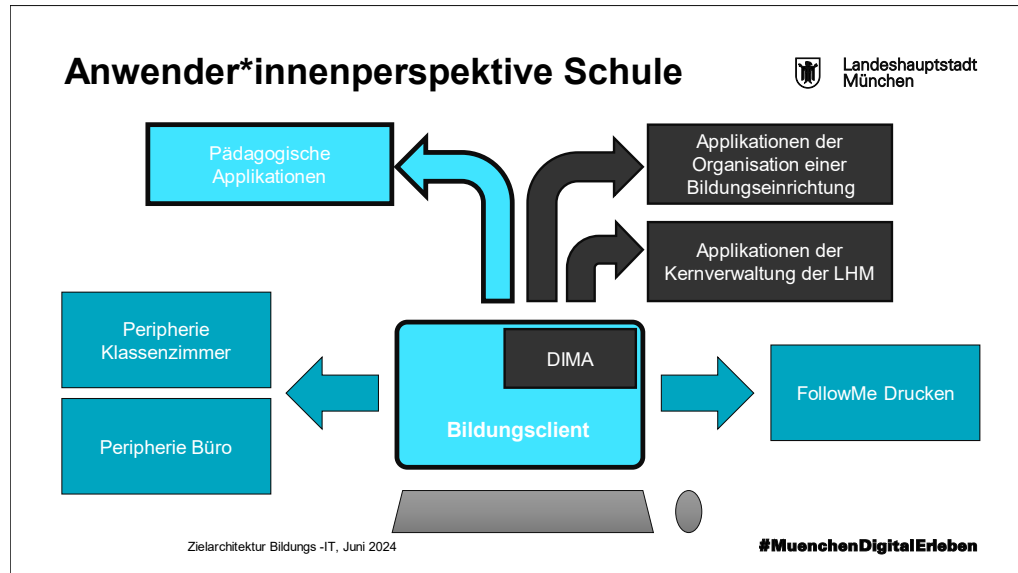 Anwender*innenperspektive Schule
Landeshauptstadt
München
Pädagogische
Applikationen
Applikationen der
Organisation einer
Bildungseinrichtung
Applikationen der
Kernverwaltung der LHM
Peripherie
Klassenzimmer
Peripherie Büro
DIMA
Bildungsclient
FollowMe Drucken
Zielarchitektur Bildungs -IT, Juni 2024
#MuenchenDigitalErleben